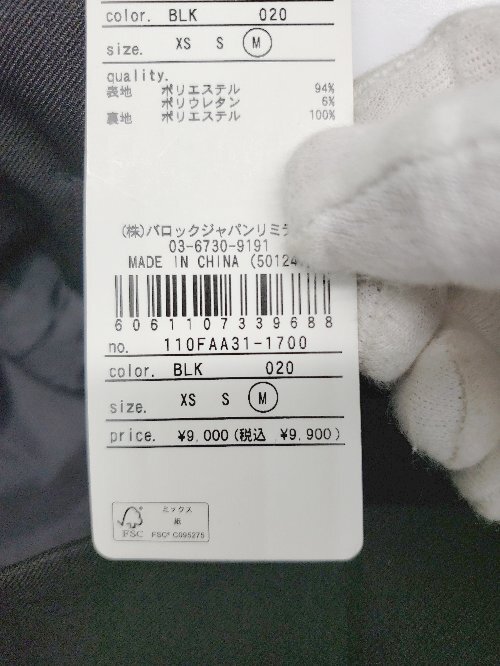 color. BLK 020
size. XS S M
quality.
表地 ポリエステル 94%
ポリウレタン 6%
裏地 ポリエステル 100%
(株)バロックジャパンリミ
03-6730-9191
MADE IN CHINA (50124
6061107339688
no. 110FAA31-1700
color. BLK 020
size. XS S M
price. ¥9,000(税込 ¥9,900)
ミックス
紙
FSC FSC® C095275